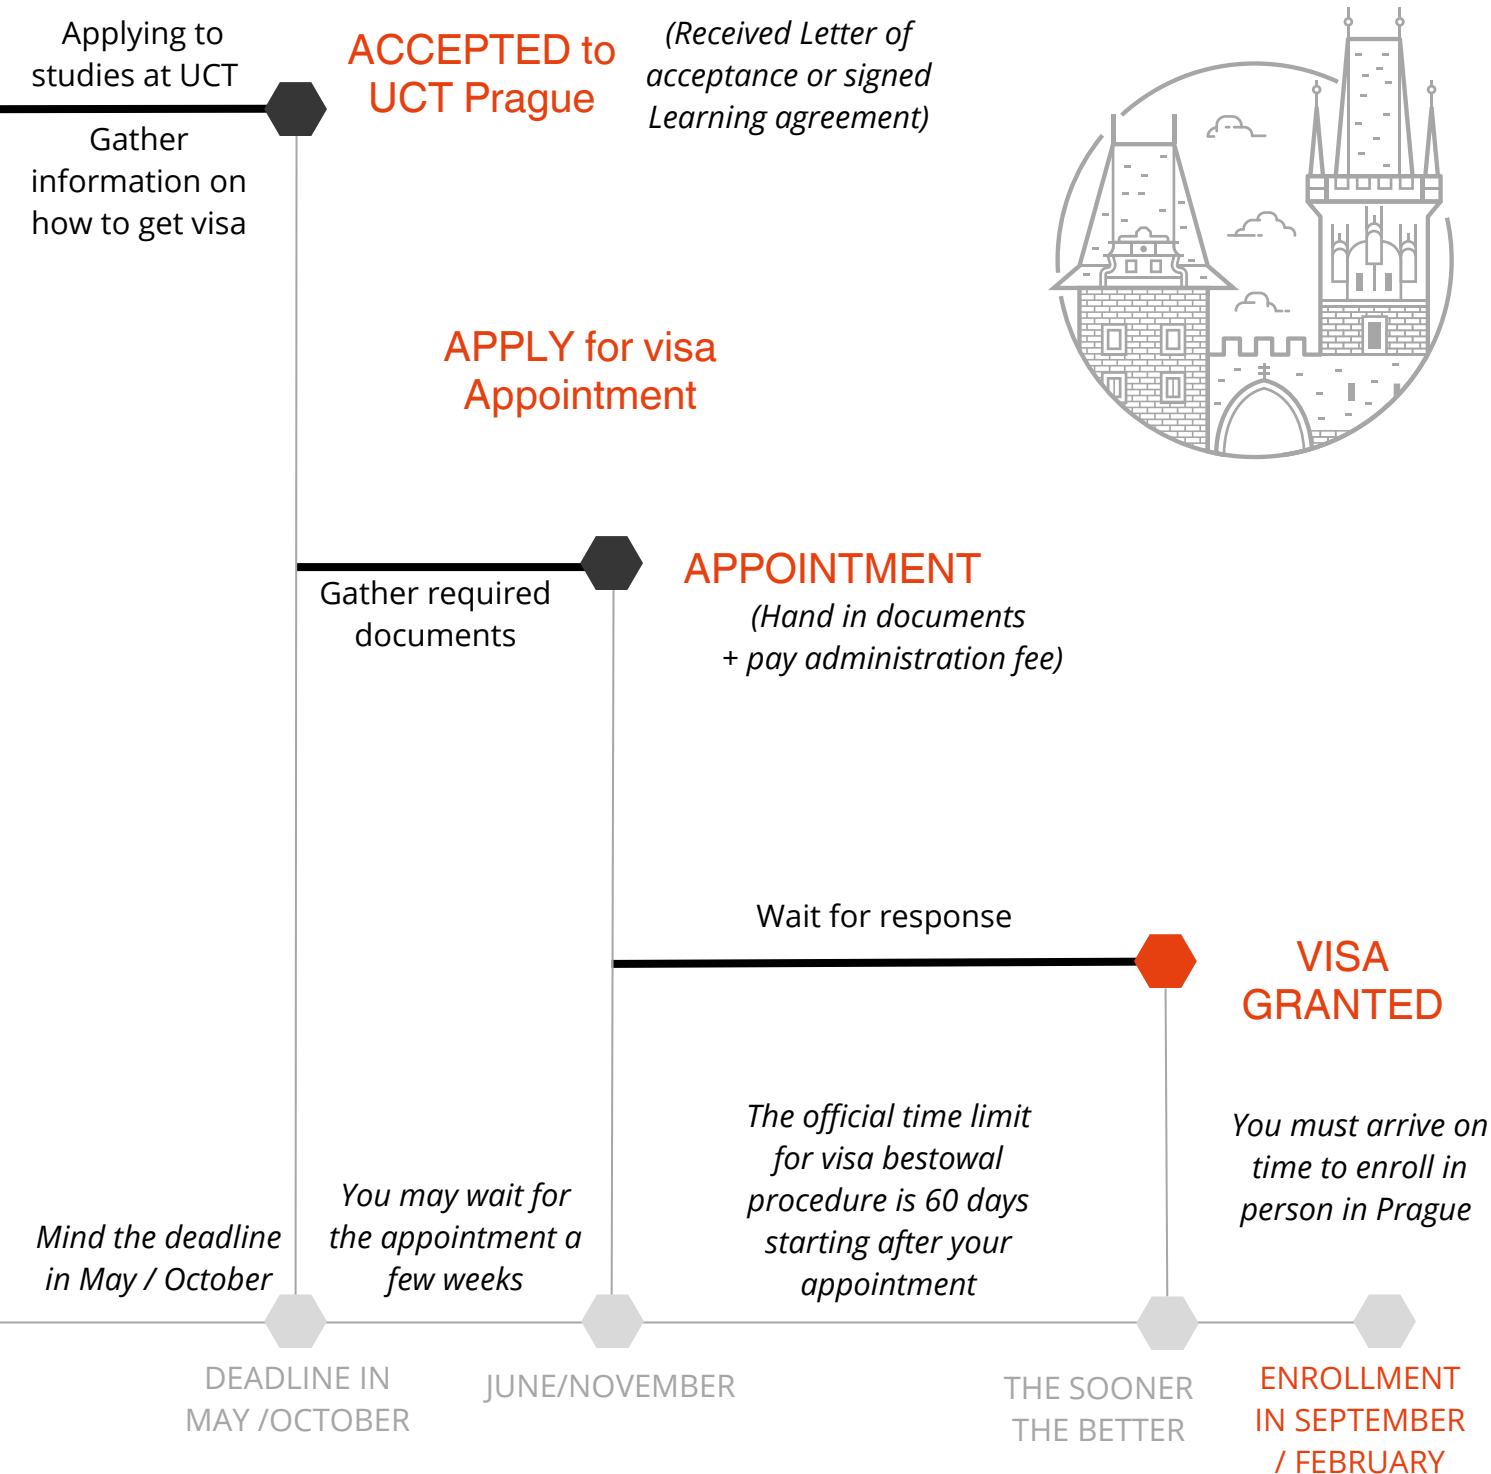 Applying to
studies at UCT
Gather
information on
how to get visa
ACCEPTED to
UCT Prague
(Received Letter of
acceptance or signed
Learning agreement)
APPLY for visa
Appointment
Gather required
documents
APPOINTMENT
(Hand in documents
+ pay administration fee)
Wait for response
VISA
GRANTED
Mind the deadline
in May / October
You may wait for
the appointment a
few weeks
The official time limit
for visa bestowal
procedure is 60 days
starting after your
appointment
You must arrive on
time to enroll in
person in Prague
DEADLINE IN
MAY /OCTOBER
JUNE/NOVEMBER
THE SOONER
THE BETTER
ENROLLMENT
IN SEPTEMBER
/ FEBRUARY